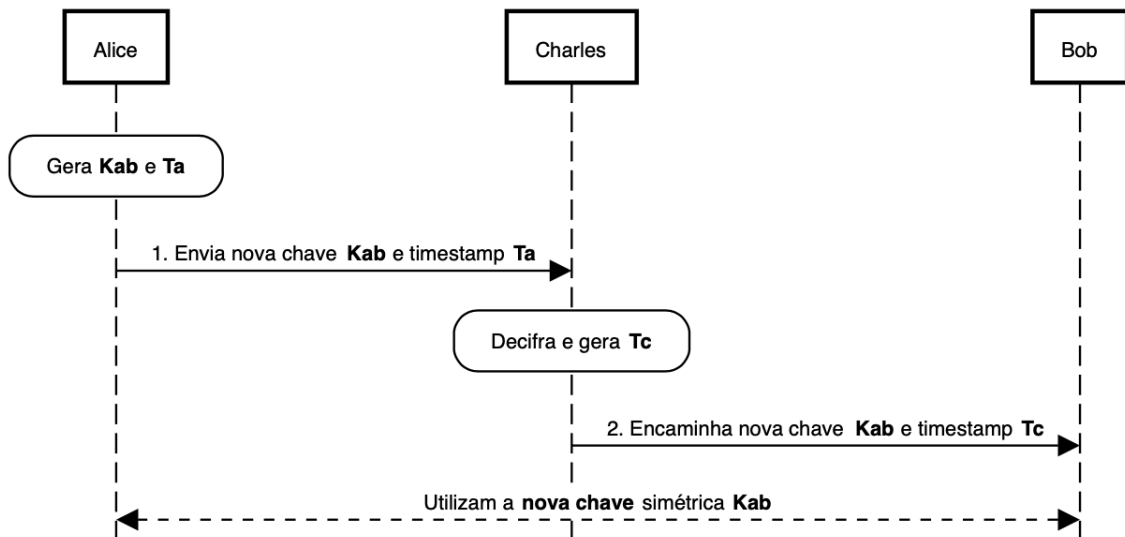 Alice
Charles
Bob
Gera Kab e Ta
1. Envia nova chave Kab e timestamp Ta
Decifra e gera Tc
2. Encaminha nova chave Kab e timestamp Tc
Utilizam a nova chave simétrica Kab